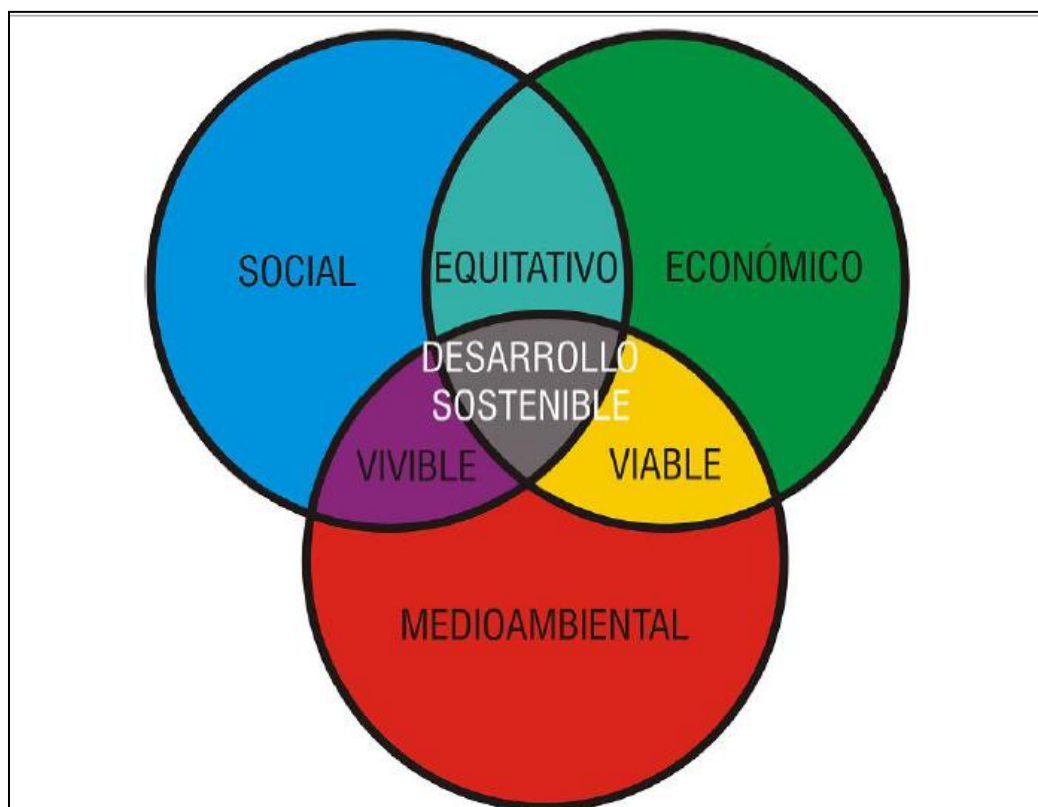 SOCIAL
EQUITATIVO
ECONÓMICO
DESARROLLO
SOSTENIBLE
VIVIBLE
VIABLE
MEDIOAMBIENTAL